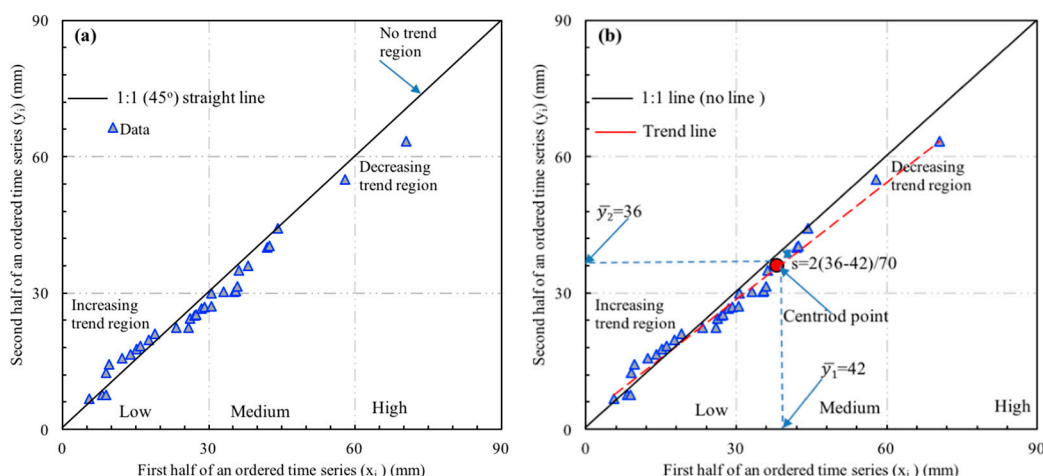 90
(a)
No trend
region
1:1 (45°) straight line
Data
60
Decreasing
trend region
30
Increasing
trend region
Low
Medium
High
0
0
30
60
90
Second half of an ordered time series (yᵢ) (mm)
First half of an ordered time series (xᵢ ) (mm)
90
(b)
1:1 line (no line )
Trend line
60
Decreasing
trend region
y̅₂=36
s=2(36-42)/70
30
Increasing
trend region
Centriod point
y̅₁=42
Low
Medium
High
0
0
30
60
90
Second half of an ordered time series (yᵢ) (mm)
First half of an ordered time series (xᵢ) (mm)